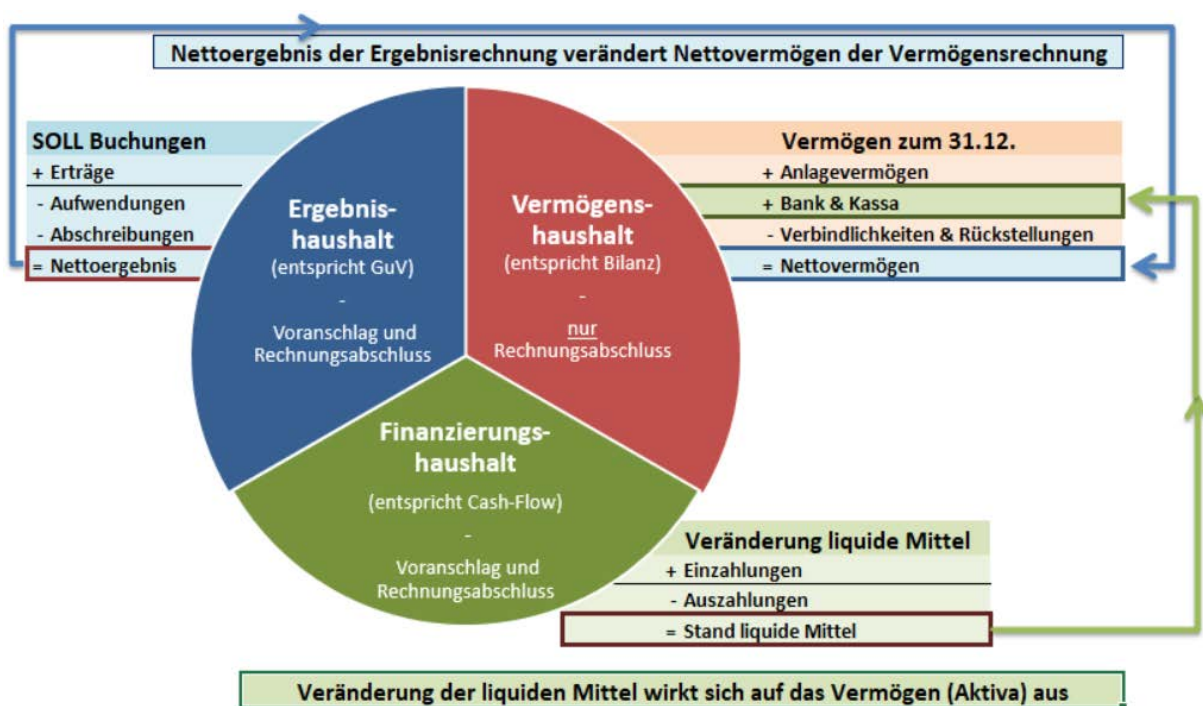 Nettoergebnis der Ergebnisrechnung verändert Nettovermögen der Vermögensrechnung
SOLL Buchungen
+ Erträge
- Aufwendungen
- Abschreibungen
= Nettoergebnis
Ergebnis-
haushalt
(entspricht GuV)
-
Voranschlag und
Rechnungsabschluss
Vermögens-
haushalt
(entspricht Bilanz)
-
nur
Rechnungsabschluss
Vermögen zum 31.12.
+ Anlagevermögen
+ Bank & Kassa
- Verbindlichkeiten & Rückstellungen
= Nettovermögen
Finanzierungs-
haushalt
(entspricht Cash-Flow)
-
Voranschlag und
Rechnungsabschluss
Veränderung liquide Mittel
+ Einzahlungen
- Auszahlungen
= Stand liquide Mittel
Veränderung der liquiden Mittel wirkt sich auf das Vermögen (Aktiva) aus